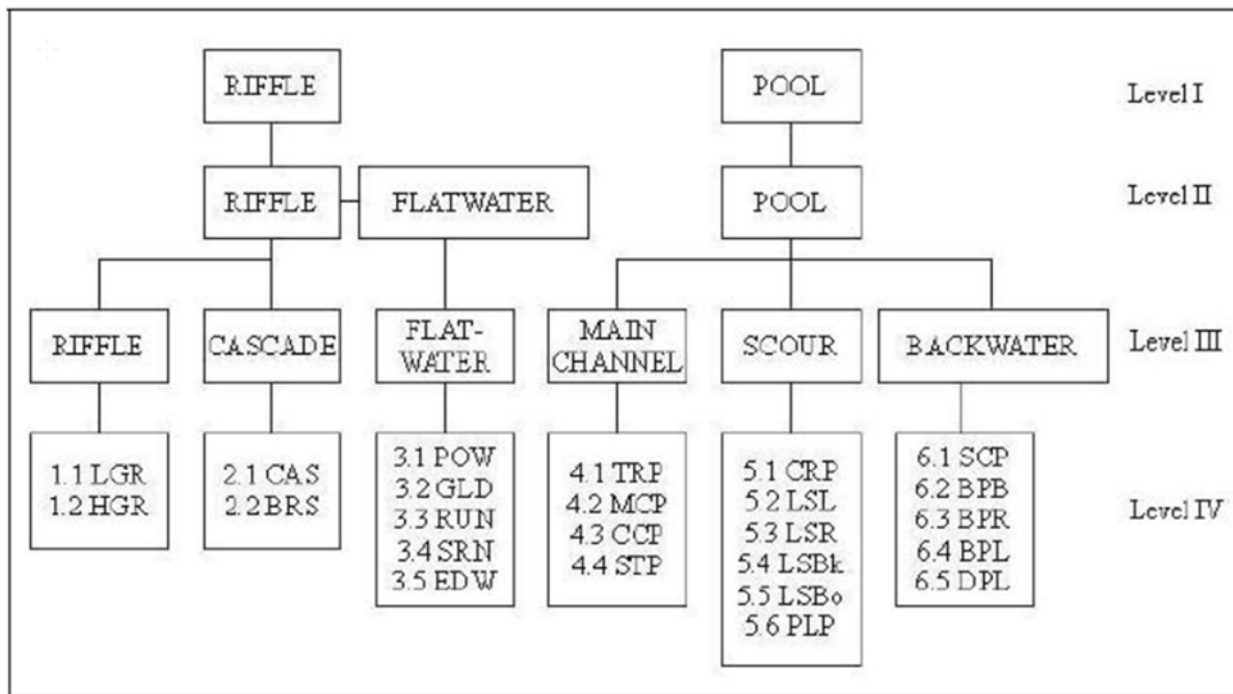 RIFFLE
POOL
Level I
RIFFLE
FLATWATER
POOL
Level II
RIFFLE
CASCADE
FLAT-
WATER
MAIN
CHANNEL
SCOUR
BACKWATER
Level III
1.1 LGR
1.2 HGR
2.1 CAS
2.2 BRS
3.1 POW
3.2 GLD
3.3 RUN
3.4 SRN
3.5 EDW
4.1 TRP
4.2 MCP
4.3 CCP
4.4 STP
5.1 CRP
5.2 LSL
5.3 LSR
5.4 LSBk
5.5 LSBo
5.6 PLP
6.1 SCP
6.2 BPB
6.3 BPR
6.4 BPL
6.5 DPL
Level IV